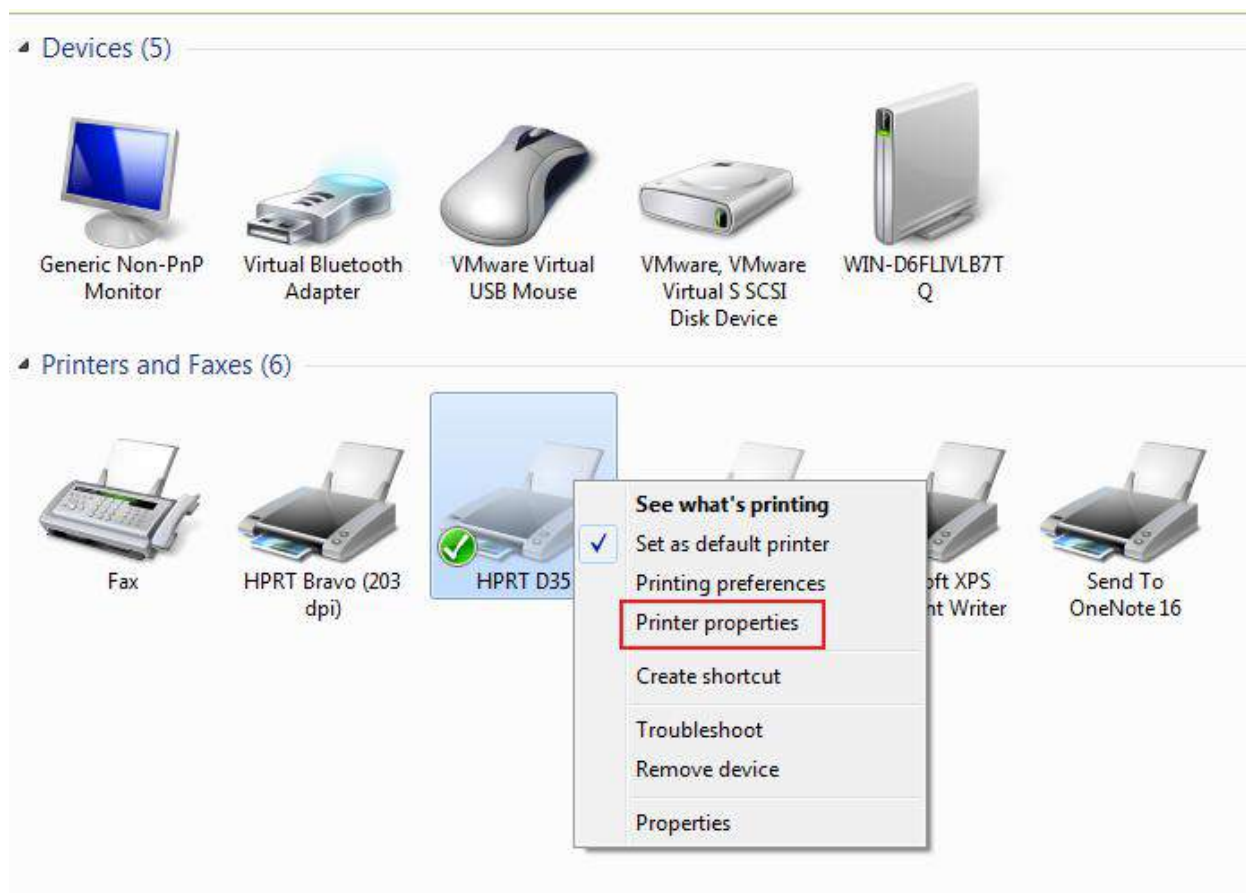 Devices (5)
Generic Non-PnP
Monitor
Virtual Bluetooth
Adapter
VMware Virtual
USB Mouse
VMware, VMware
Virtual S SCSI
Disk Device
WIN-D6FLIVLB7T
Q
Printers and Faxes (6)
Fax
HPRT Bravo (203
dpi)
HPRT D35
XPS
Writer
Send To
OneNote 16
See what's printing
Set as default printer
Printing preferences
Printer properties
Create shortcut
Troubleshoot
Remove device
Properties